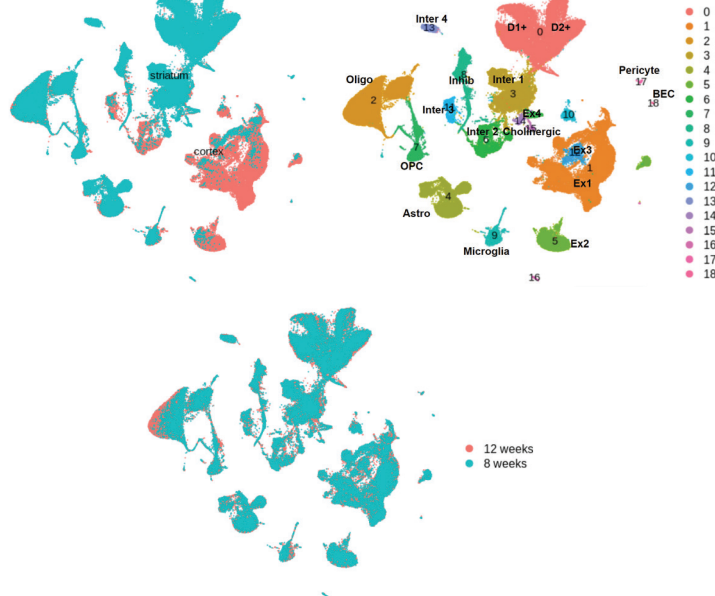 striatum
cortex
Inter 4
13
D1+
0
D2+
Oligo
2
Inhib
Inter 1
3
Inter 3
Ex4
14
Inter 2
Cholinergic
6
10
Pericyte
17
BEC
18
7
OPC
Ex3
1
Ex1
4
Astro
9
Microglia
5
Ex2
16
0
1
2
3
4
5
6
7
8
9
10
11
12
13
14
15
16
17
18
12 weeks
8 weeks